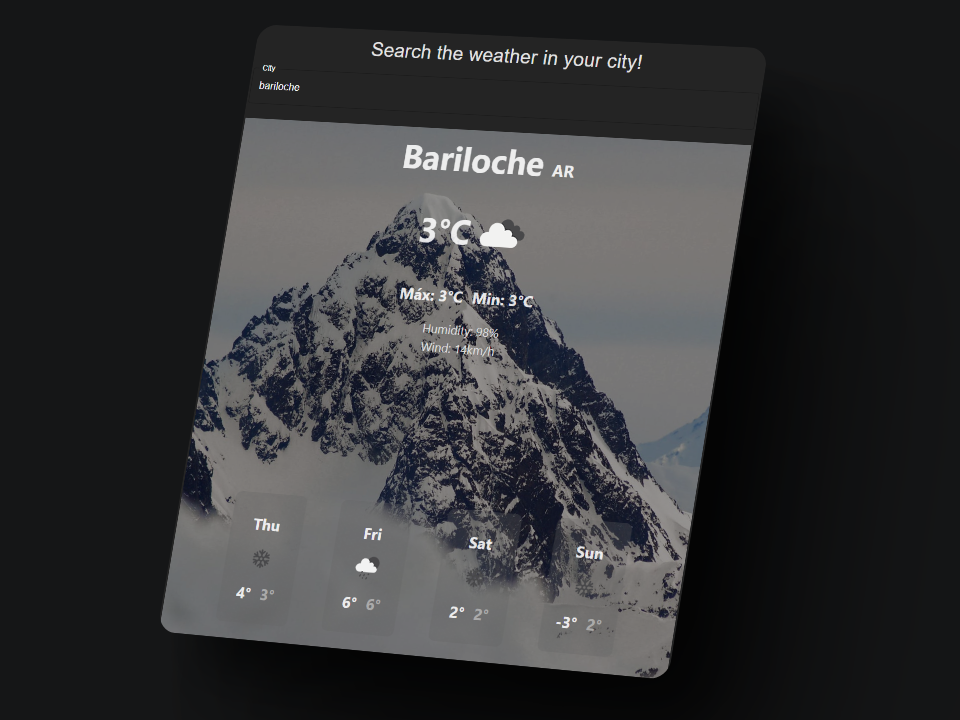 Search the weather in your city!
City
bariloche
Bariloche AR
3°C
Máx: 3°C Min: 3°C
Humidity: 98%
Wind: 14km/h
Thu
4° 3°
Fri
6° 6°
Sat
2° 2°
Sun
-3° 2°